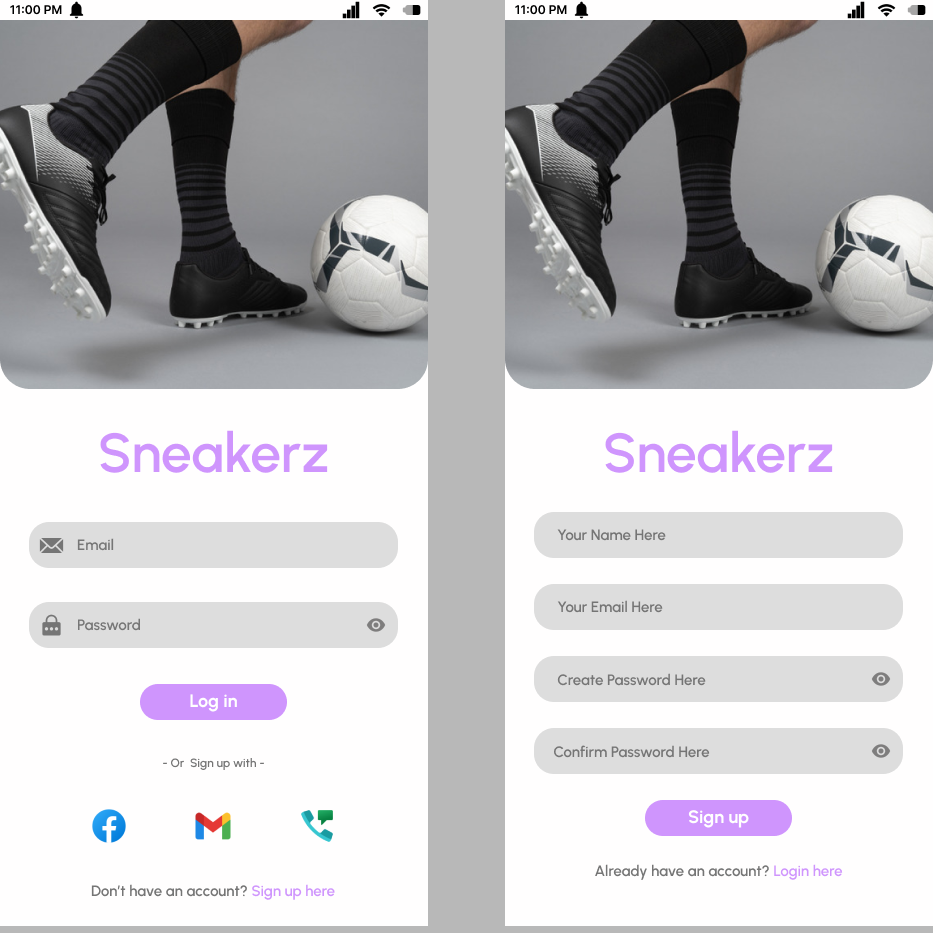 11:00 PM
Sneakerz
Email
Password
Log in
- Or  Sign up with -
Don't have an account? Sign up here
11:00 PM
Sneakerz
Your Name Here
Your Email Here
Create Password Here
Confirm Password Here
Sign up
Already have an account? Login here